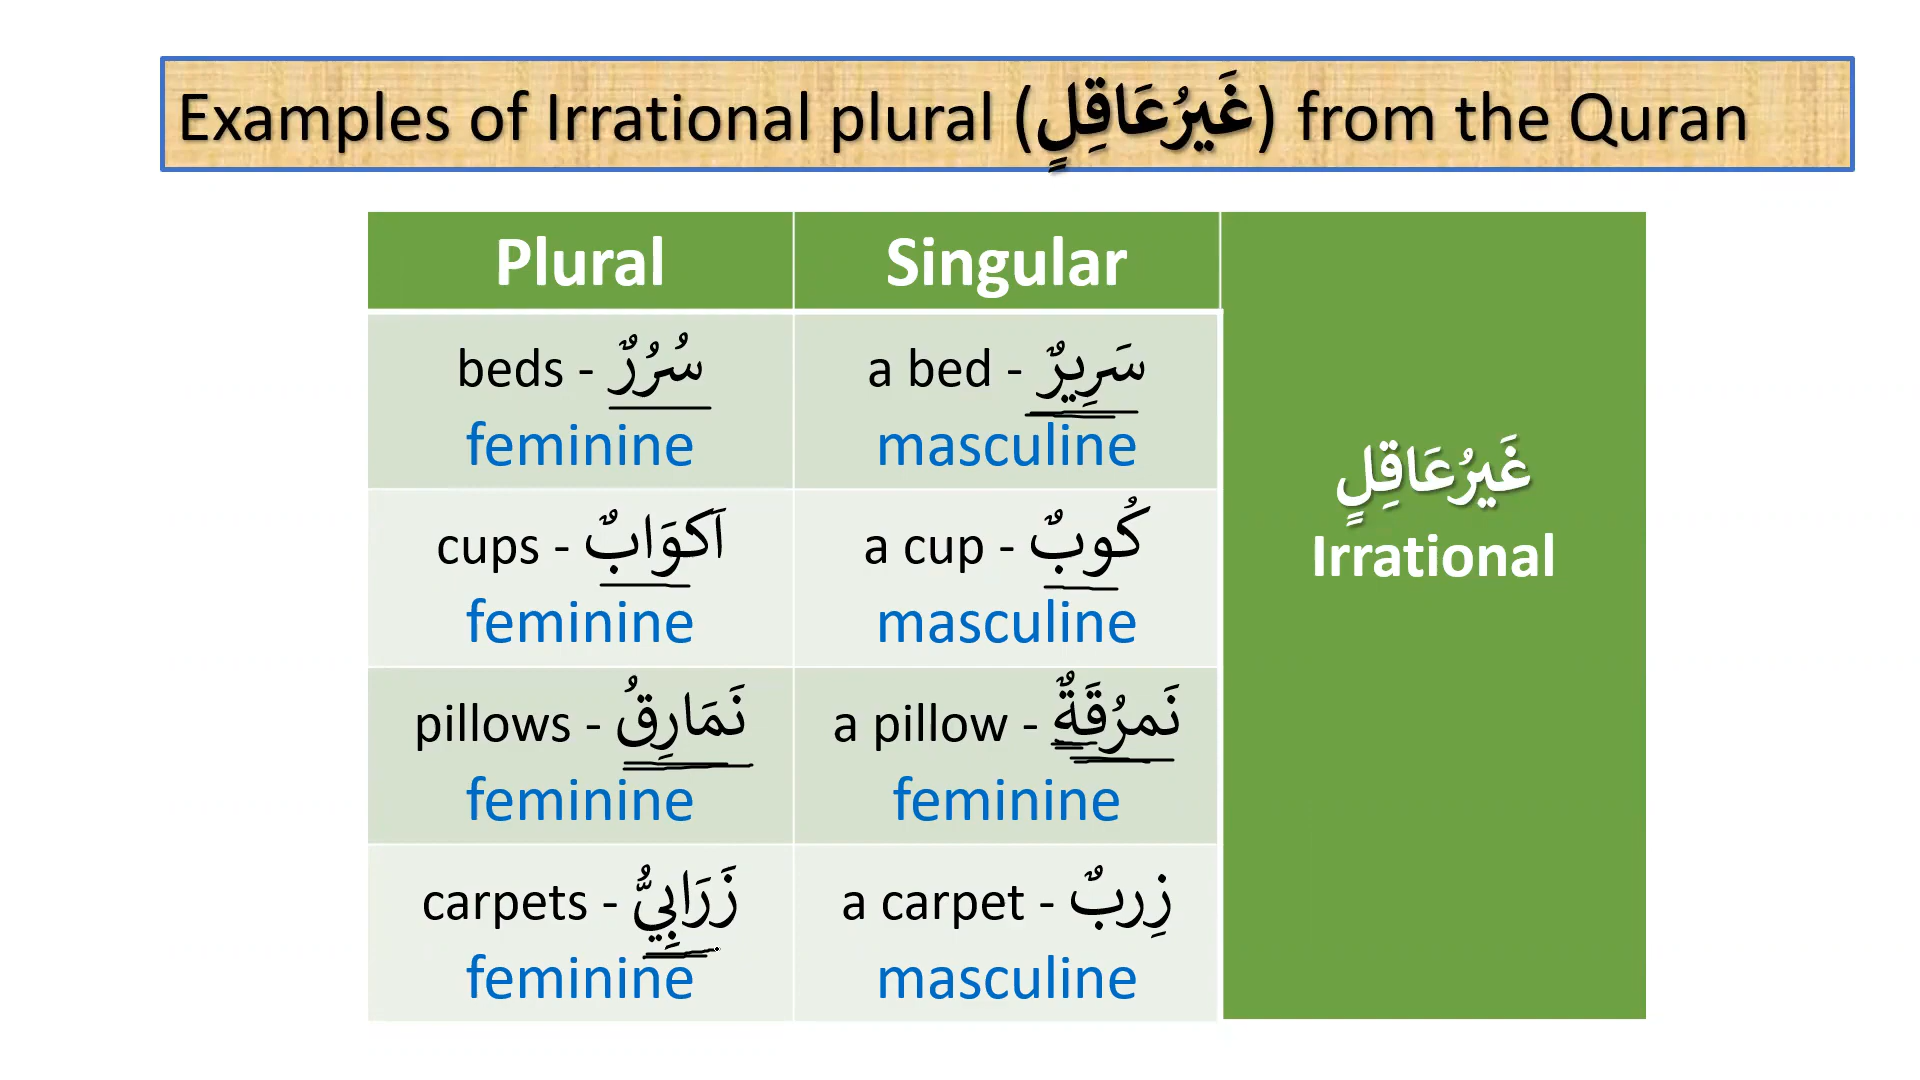 Examples of Irrational plural (غَيرُعَاقِلٍ) from the Quran
Plural
Singular
beds - سُرُرٌ
feminine
a bed - سَرِيرٌ
masculine
cups - اَكوَابٌ
feminine
a cup - كُوبٌ
masculine
pillows - نَمَارِقُ
feminine
a pillow - نَمرُقَةٌ
feminine
carpets - زَرَابِيُّ
feminine
a carpet - زِربٌ
masculine
غَيرُعَاقِلٍ
Irrational